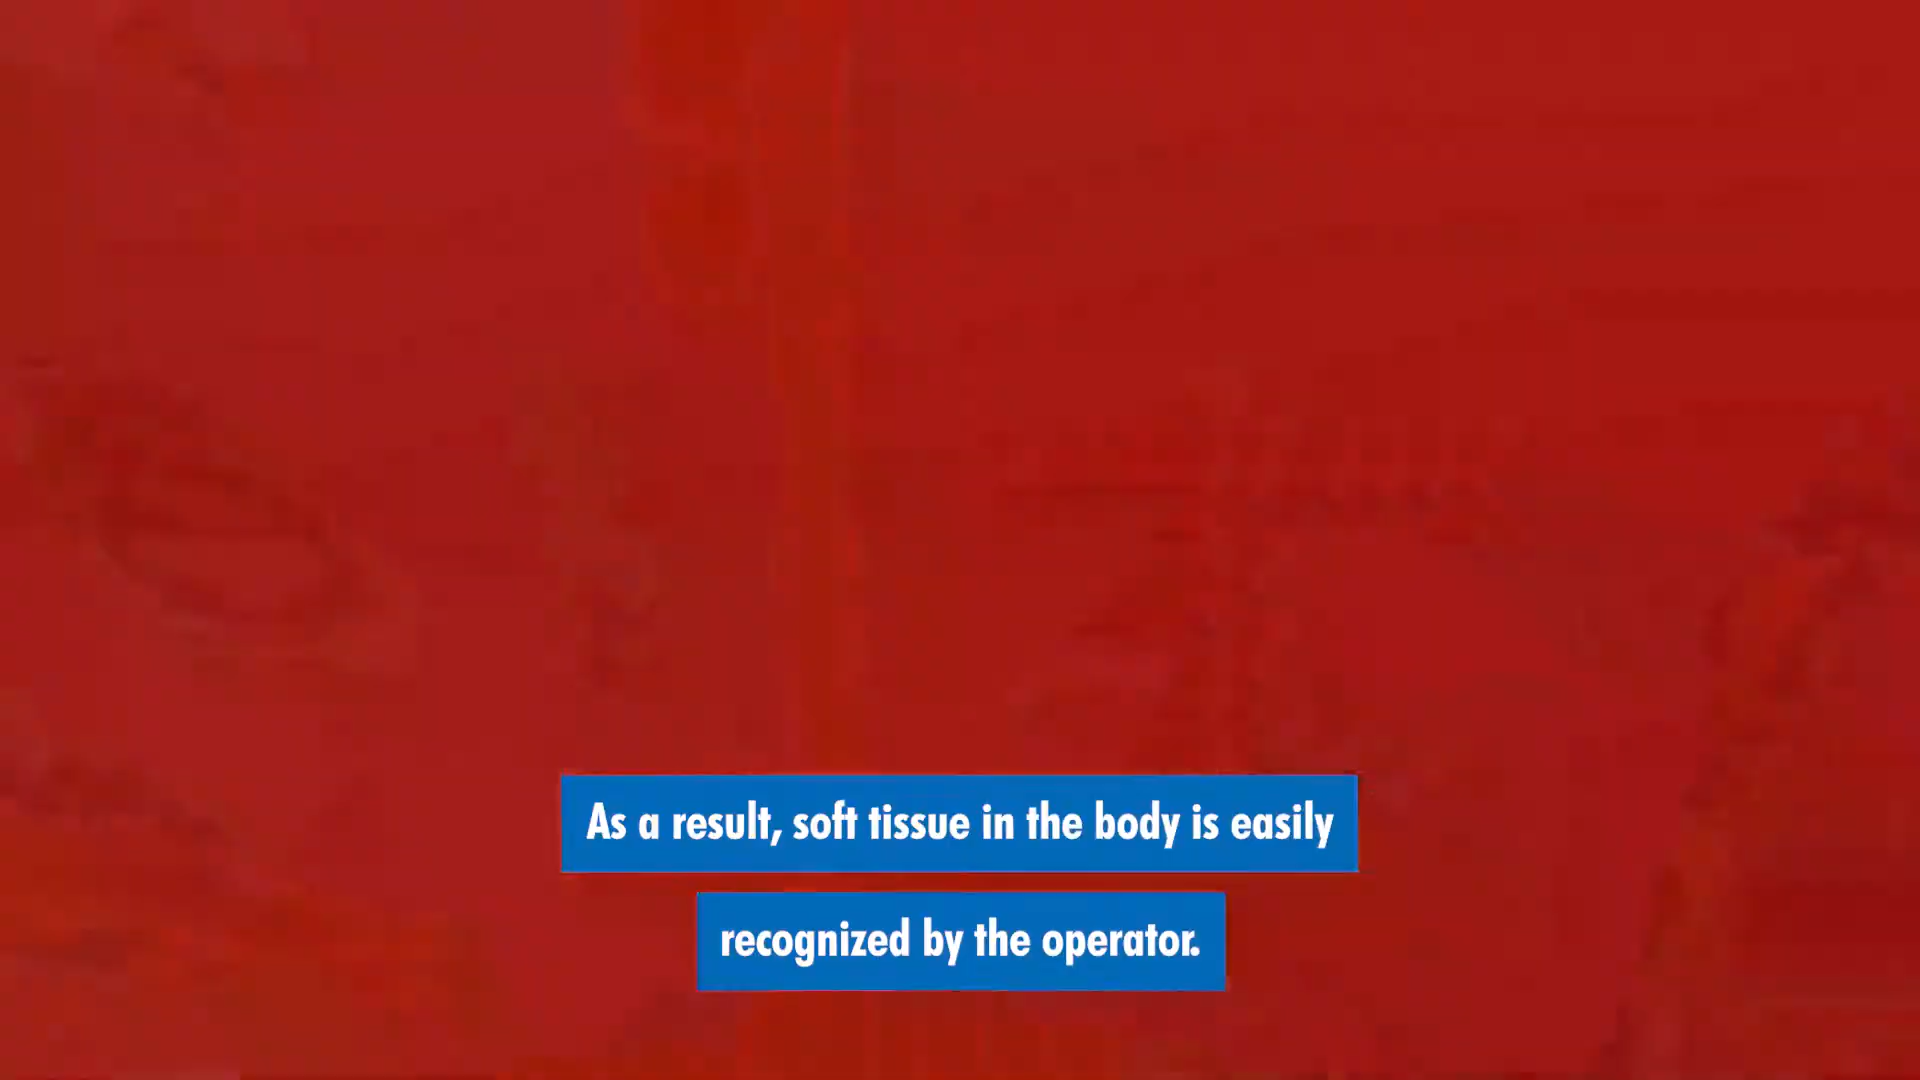 As a result, soft tissue in the body is easily
recognized by the operator.